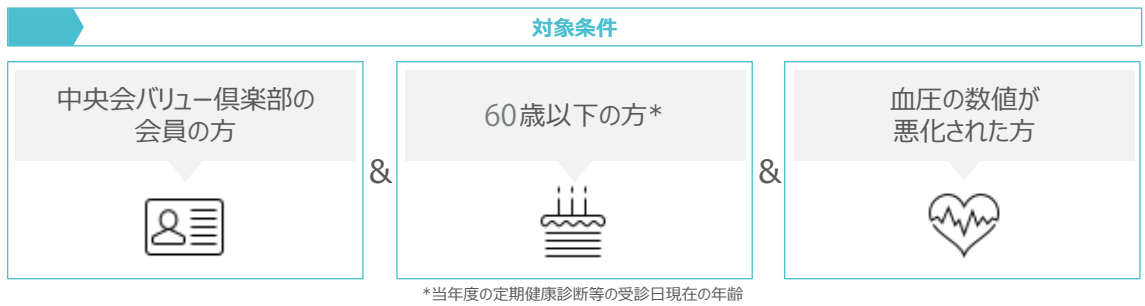 対象条件
中央会バリュー倶楽部の
会員の方
&
60歳以下の方*
&
血圧の数値が
悪化された方
*当年度の定期健康診断等の受診日現在の年齢